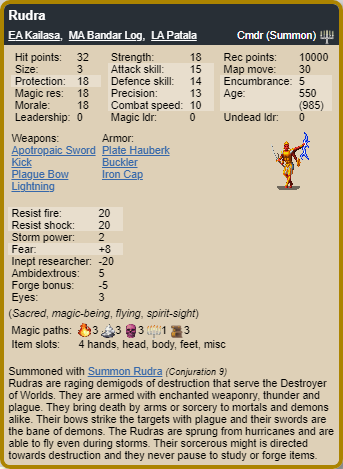 Rudra
EA Kailasa, MA Bandar Log, LA Patala Cmdr (Summon)
Hit points: 32 Strength: 18 Rec points: 10000
Size: 3 Attack skill: 15 Map move: 30
Protection: 18 Defence skill: 14 Encumbrance: 5
Magic res: 18 Precision: 13 Age: 550
Morale: 18 Combat speed: 10 (985)
Leadership: 0 Magic ldr: 0 Undead ldr: 0
Weapons: Armor:
Apotropaic Sword Plate Hauberk
Kick Buckler
Plague Bow Iron Cap
Lightning
Resist fire: 20
Resist shock: 20
Storm power: 2
Fear: +8
Inept researcher: -20
Ambidextrous: 5
Forge bonus: -5
Eyes: 3
(Sacred, magic-being, flying, spirit-sight)
Magic paths: 3 3 3 1 3
Item slots: 4 hands, head, body, feet, misc
Summoned with Summon Rudra (Conjuration 9)
Rudras are raging demigods of destruction that serve the Destroyer
of Worlds. They are armed with enchanted weaponry, thunder and
plague. They bring death by arms or sorcery to mortals and demons
alike. Their bows strike the targets with plague and their swords are
the bane of demons. The Rudras are sprung from hurricanes and are
able to fly even during storms. Their sorcerous might is directed
towards destruction and they never pause to study or forge items.